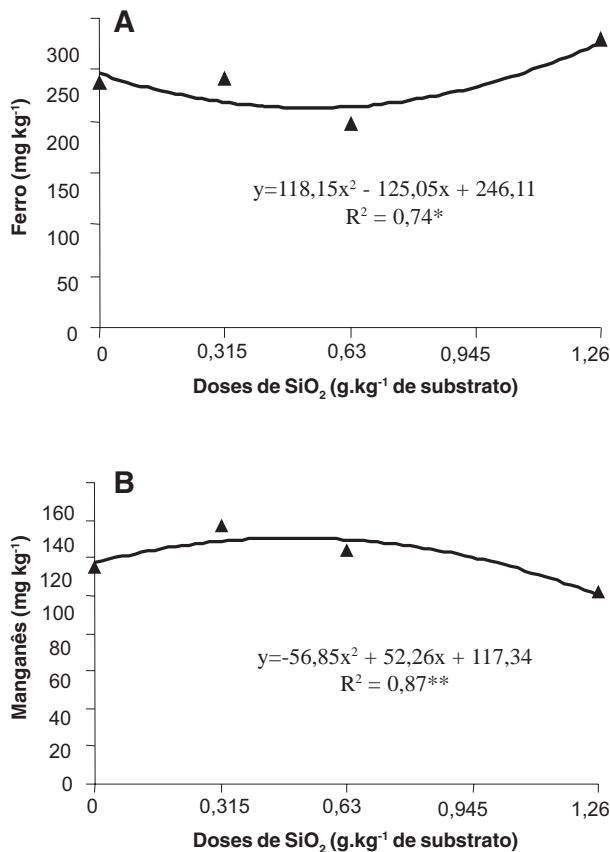 A
Ferro (mg kg⁻¹)
300
250
200
150
100
50
0
y=118,15x² - 125,05x + 246,11
R² = 0,74*
0 0,315 0,63 0,945 1,26
Doses de SiO₂ (g.kg⁻¹ de substrato)
B
Manganês (mg kg⁻¹)
160
140
120
100
80
60
40
20
0
y=-56,85x² + 52,26x + 117,34
R² = 0,87**
0 0,315 0,63 0,945 1,26
Doses de SiO₂ (g.kg⁻¹ de substrato)